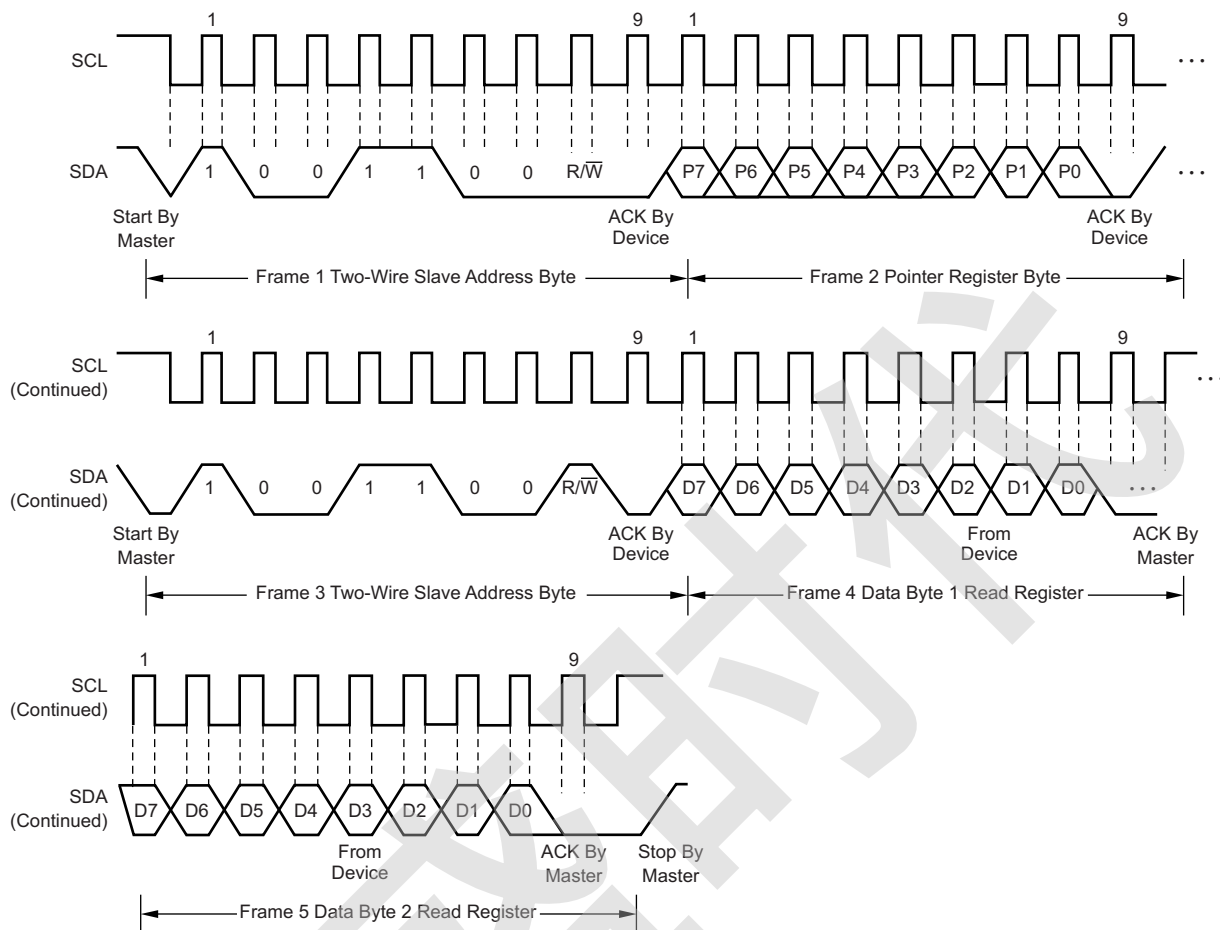 1 9 1 9
SCL ...
SDA 1 0 0 1 1 0 0 R/W̅ P7 P6 P5 P4 P3 P2 P1 P0 ...
Start By Master ACK By Device ACK By Device
Frame 1 Two-Wire Slave Address Byte Frame 2 Pointer Register Byte
1 9 1 9
SCL (Continued) ...
SDA (Continued) 1 0 0 1 1 0 0 R/W̅ D7 D6 D5 D4 D3 D2 D1 D0 ...
Start By Master ACK By Device From Device ACK By Master
Frame 3 Two-Wire Slave Address Byte Frame 4 Data Byte 1 Read Register
1 9
SCL (Continued)
SDA (Continued) D7 D6 D5 D4 D3 D2 D1 D0
From Device ACK By Master Stop By Master
Frame 5 Data Byte 2 Read Register
时代